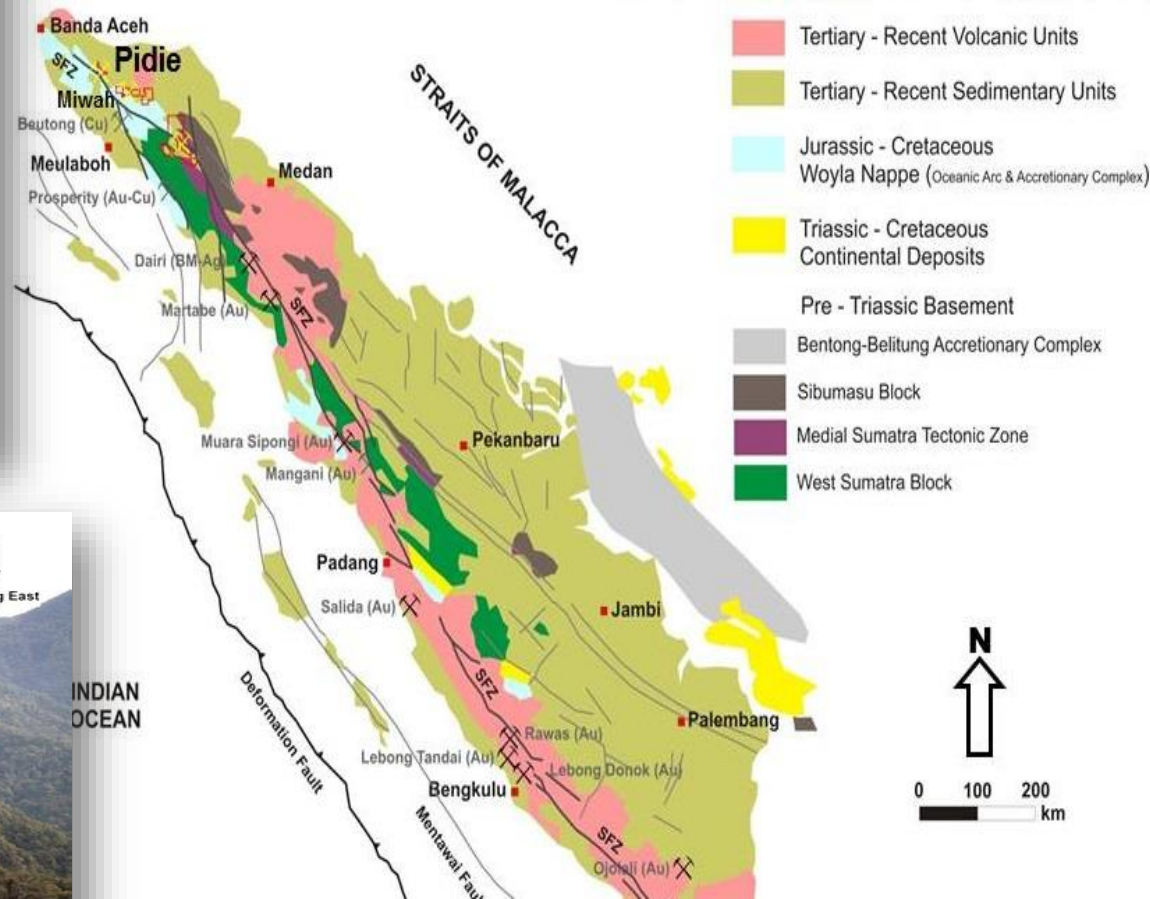 Banda Aceh
SFZ
Pidie
Miwah
Beutong (Cu)
Meulaboh
Prosperity (Au-Cu)
Medan
STRAITS OF MALACCA
Dairi (BM-Ag)
Martabe (Au)
SFZ
Muara Sipongi (Au)
Mangani (Au)
Pekanbaru
Padang
Salida (Au)
Jambi
SFZ
Palembang
Rawas (Au)
Lebong Tandai (Au)
Lebong Donok (Au)
Bengkulu
SFZ
Ojolali (Au)
East
INDIAN
OCEAN
Deformation Fault
Mentawai
Tertiary - Recent Volcanic Units
Tertiary - Recent Sedimentary Units
Jurassic - Cretaceous
Woyla Nappe (Oceanic Arc & Accretionary Complex)
Triassic - Cretaceous
Continental Deposits
Pre - Triassic Basement
Bentong-Belitung Accretionary Complex
Sibumasu Block
Medial Sumatra Tectonic Zone
West Sumatra Block
N
0 100 200
km